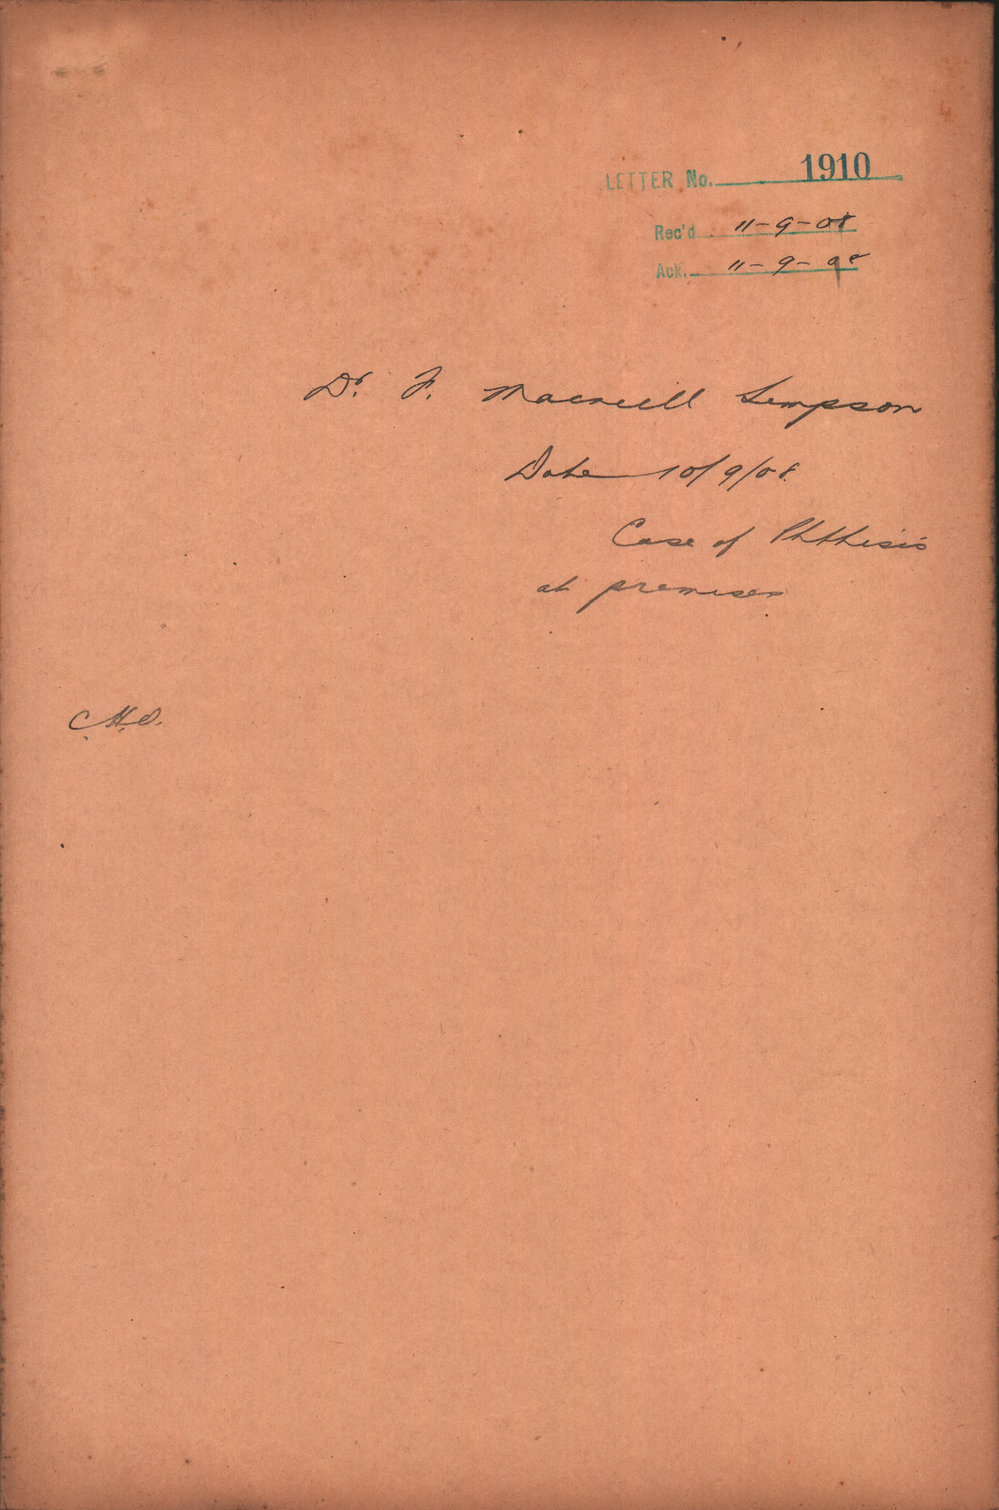 LETTER No. 1910
Rec'd 11-9-08
Ack. 11-9-08
Dr. F. Macneill Simpson
Date 10/9/08.
Case of Phthisis
at premises
C.H.O.